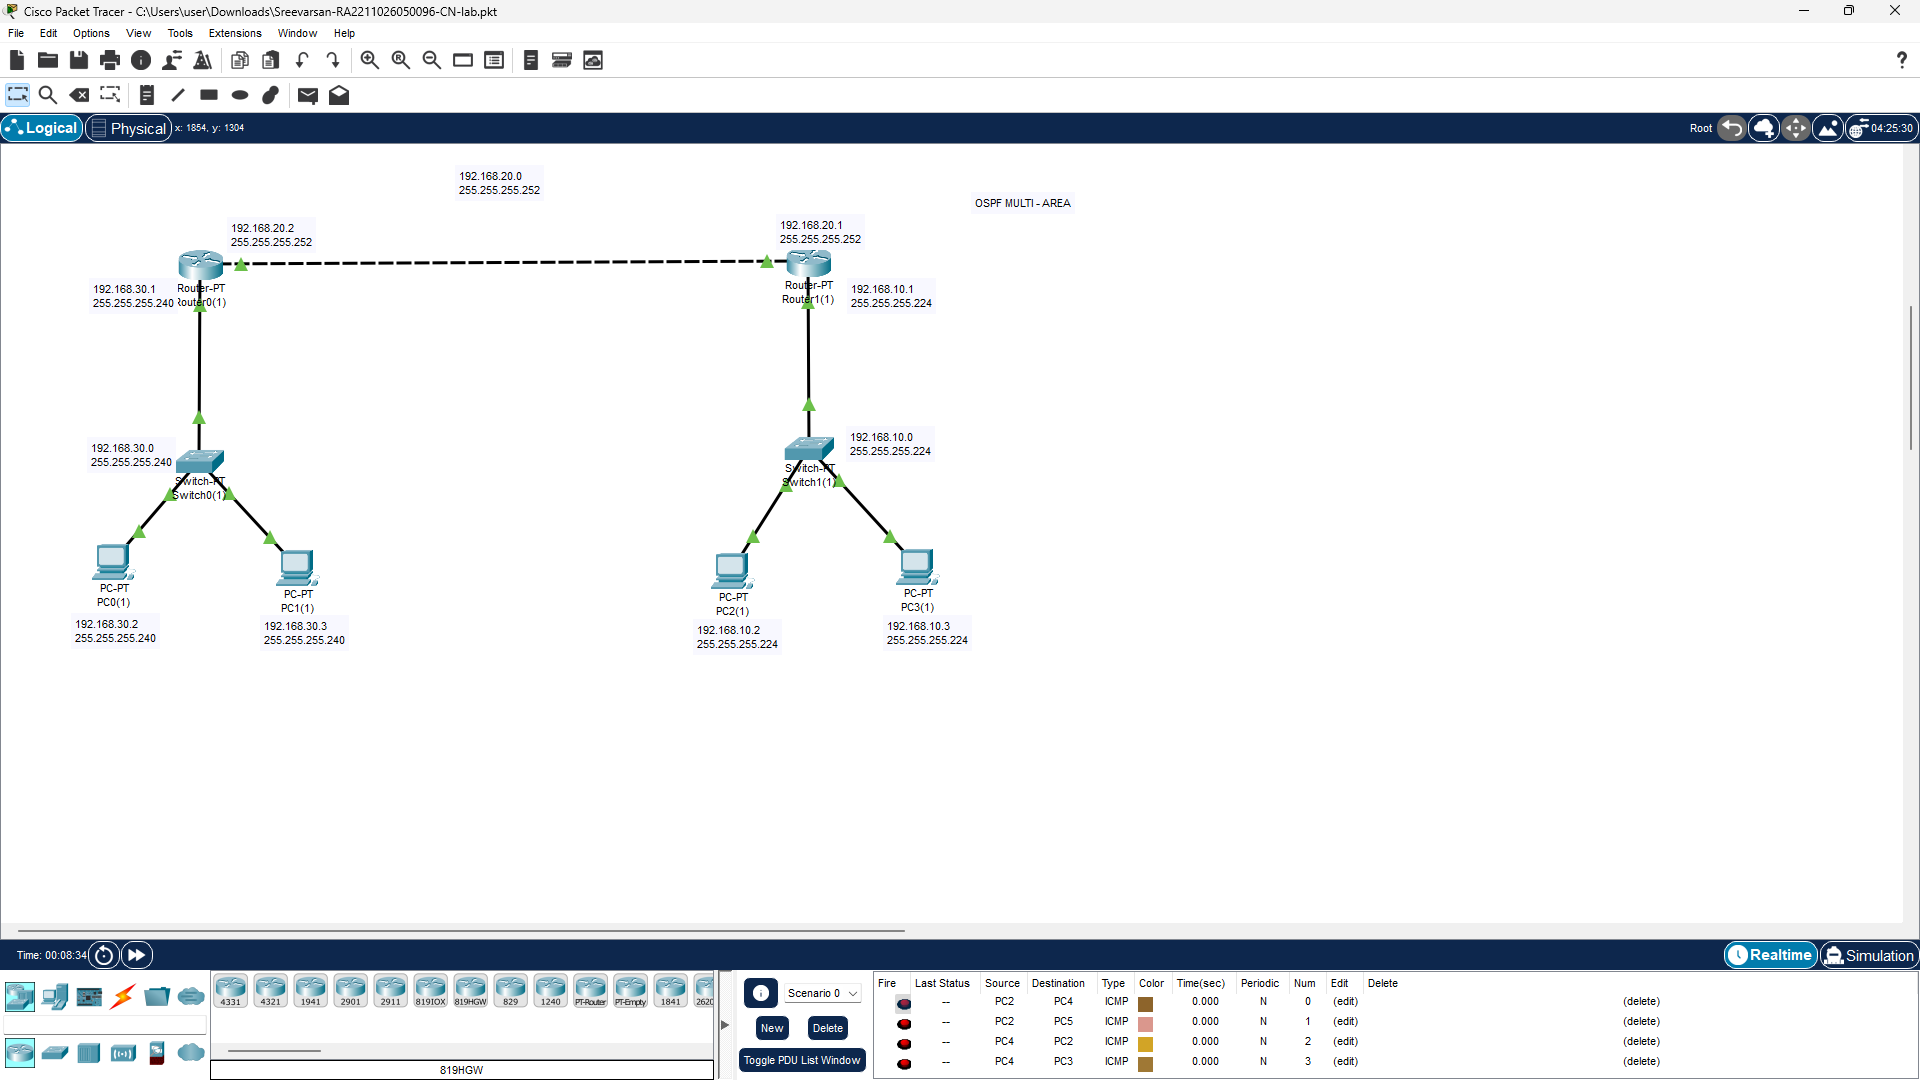 Cisco Packet Tracer - C:\Users\user\Downloads\Sreevarsan-RA2211026050096-CN-lab.pkt
File Edit Options View Tools Extensions Window Help
Logical Physical x: 1854, y: 1304 Root 04:25:30
192.168.20.0
255.255.255.252
OSPF MULTI - AREA
192.168.20.2
255.255.255.252
192.168.20.1
255.255.255.252
192.168.30.1
255.255.255.240
Router-PT
Router0(1)
Router-PT
Router1(1)
192.168.10.1
255.255.255.224
192.168.30.0
255.255.255.240
Switch-PT
Switch0(1)
192.168.10.0
255.255.255.224
Switch-PT
Switch1(1)
PC-PT
PC0(1)
192.168.30.2
255.255.255.240
PC-PT
PC1(1)
192.168.30.3
255.255.255.240
PC-PT
PC2(1)
192.168.10.2
255.255.255.224
PC-PT
PC3(1)
192.168.10.3
255.255.255.224
Time: 00:08:34 Realtime Simulation
4331 4321 1941 2901 2911 819IOX 819HGW 829 1240 PT-Router PT-Empty 1841 2620
819HGW
Scenario 0
New Delete
Toggle PDU List Window
Fire Last Status Source Destination Type Color Time(sec) Periodic Num Edit Delete
-- PC2 PC4 ICMP 0.000 N 0 (edit) (delete)
-- PC2 PC5 ICMP 0.000 N 1 (edit) (delete)
-- PC4 PC2 ICMP 0.000 N 2 (edit) (delete)
-- PC4 PC3 ICMP 0.000 N 3 (edit) (delete)